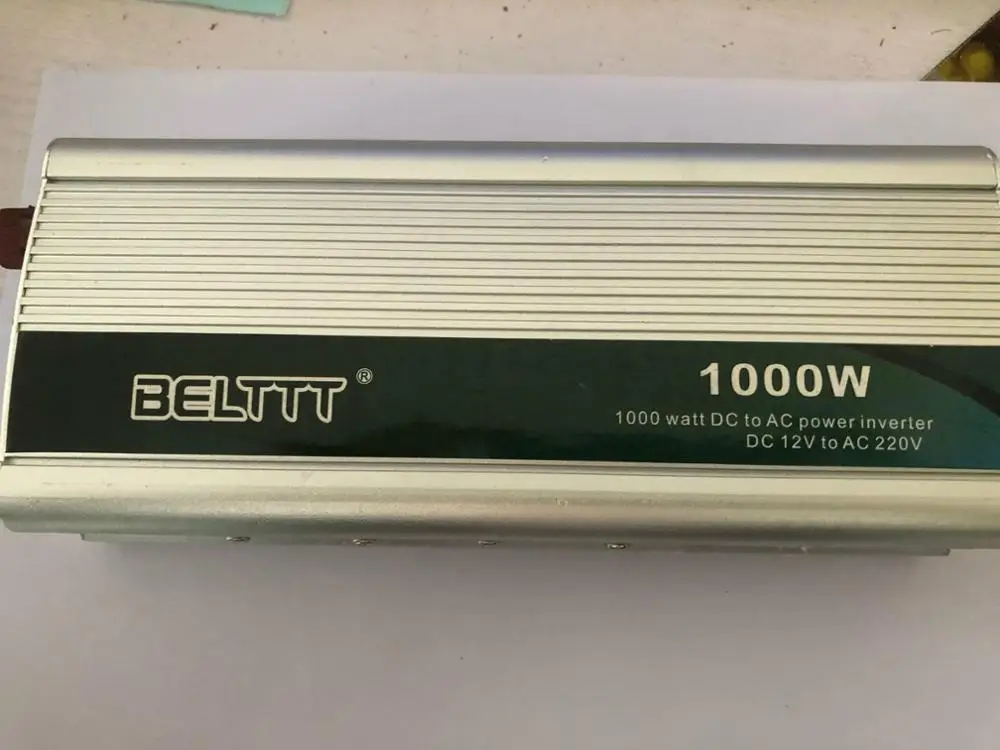 BELTTT ®
1000W
1000 watt DC to AC power inverter
DC 12V to AC 220V